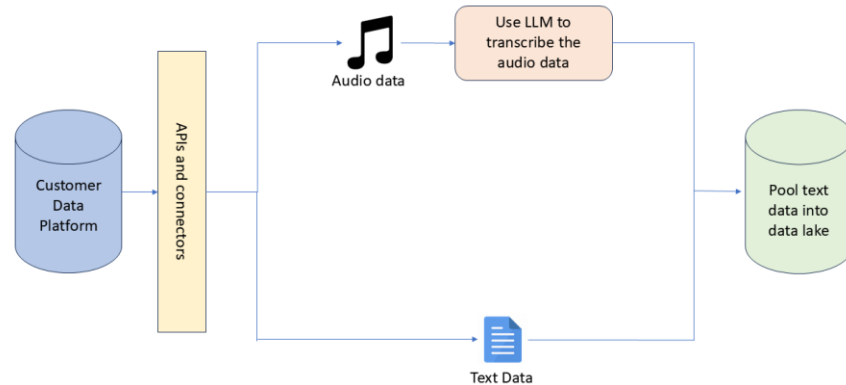 Customer
Data
Platform
APIs and connectors
Audio data
Use LLM to
transcribe the
audio data
Text Data
Pool text
data into
data lake